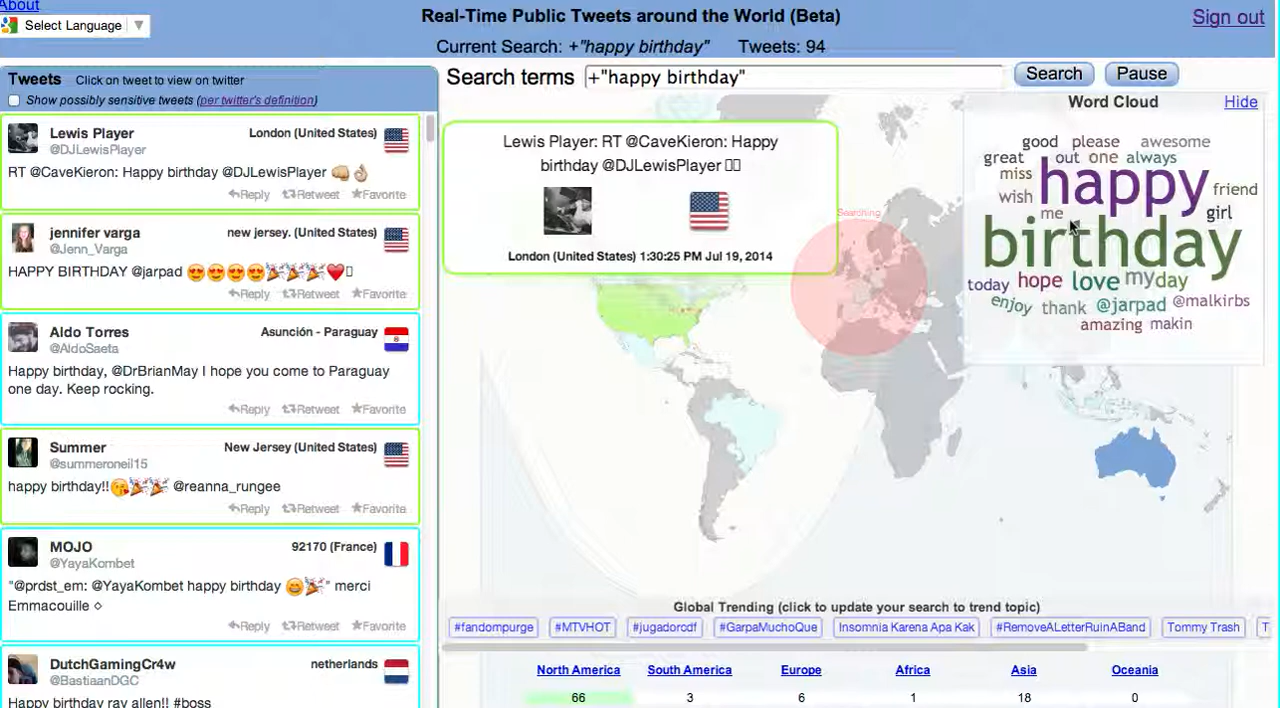 About
Select Language ▼
Real-Time Public Tweets around the World (Beta)
Sign out
Current Search: +"happy birthday" Tweets: 94
Tweets Click on tweet to view on twitter
Show possibly sensitive tweets (per twitter's definition)
Lewis Player London (United States)
@DJLewisPlayer
RT @CaveKieron: Happy birthday @DJLewisPlayer 👊👌
Reply Retweet Favorite
jennifer varga new jersey. (United States)
@Jenn_Varga
HAPPY BIRTHDAY @jarpad 😍😍😍😍🎉🎉🎉❤️
Reply Retweet Favorite
Aldo Torres Asunción - Paraguay
@AldoSaeta
Happy birthday, @DrBrianMay I hope you come to Paraguay
one day. Keep rocking.
Reply Retweet Favorite
Summer New Jersey (United States)
@summeroneil15
happy birthday!!😘🎉🎉 @reanna_rungee
Reply Retweet Favorite
MOJO 92170 (France)
@YayaKombet
"@prdst_em: @YayaKombet happy birthday 😊🎉" merci
Emmacouille ◇
Reply Retweet Favorite
DutchGamingCr4w netherlands
@BastiaanDGC
Happy birthday ray allen!! #boss
Search terms +"happy birthday" Search Pause
Lewis Player: RT @CaveKieron: Happy
birthday @DJLewisPlayer
London (United States) 1:30:25 PM Jul 19, 2014
Searching
Word Cloud Hide
good please awesome
great out one always
miss happy friend
wish me girl
birthday
today hope love my day
enjoy thank @jarpad @malkirbs
amazing makin
Global Trending (click to update your search to trend topic)
#fandompurge #MTVHOT #jugadorcdf #GarpaMuchoQue Insomnia Karena Apa Kak #RemoveALetterRuinABand Tommy Trash T
North America South America Europe Africa Asia Oceania
66 3 6 1 18 0